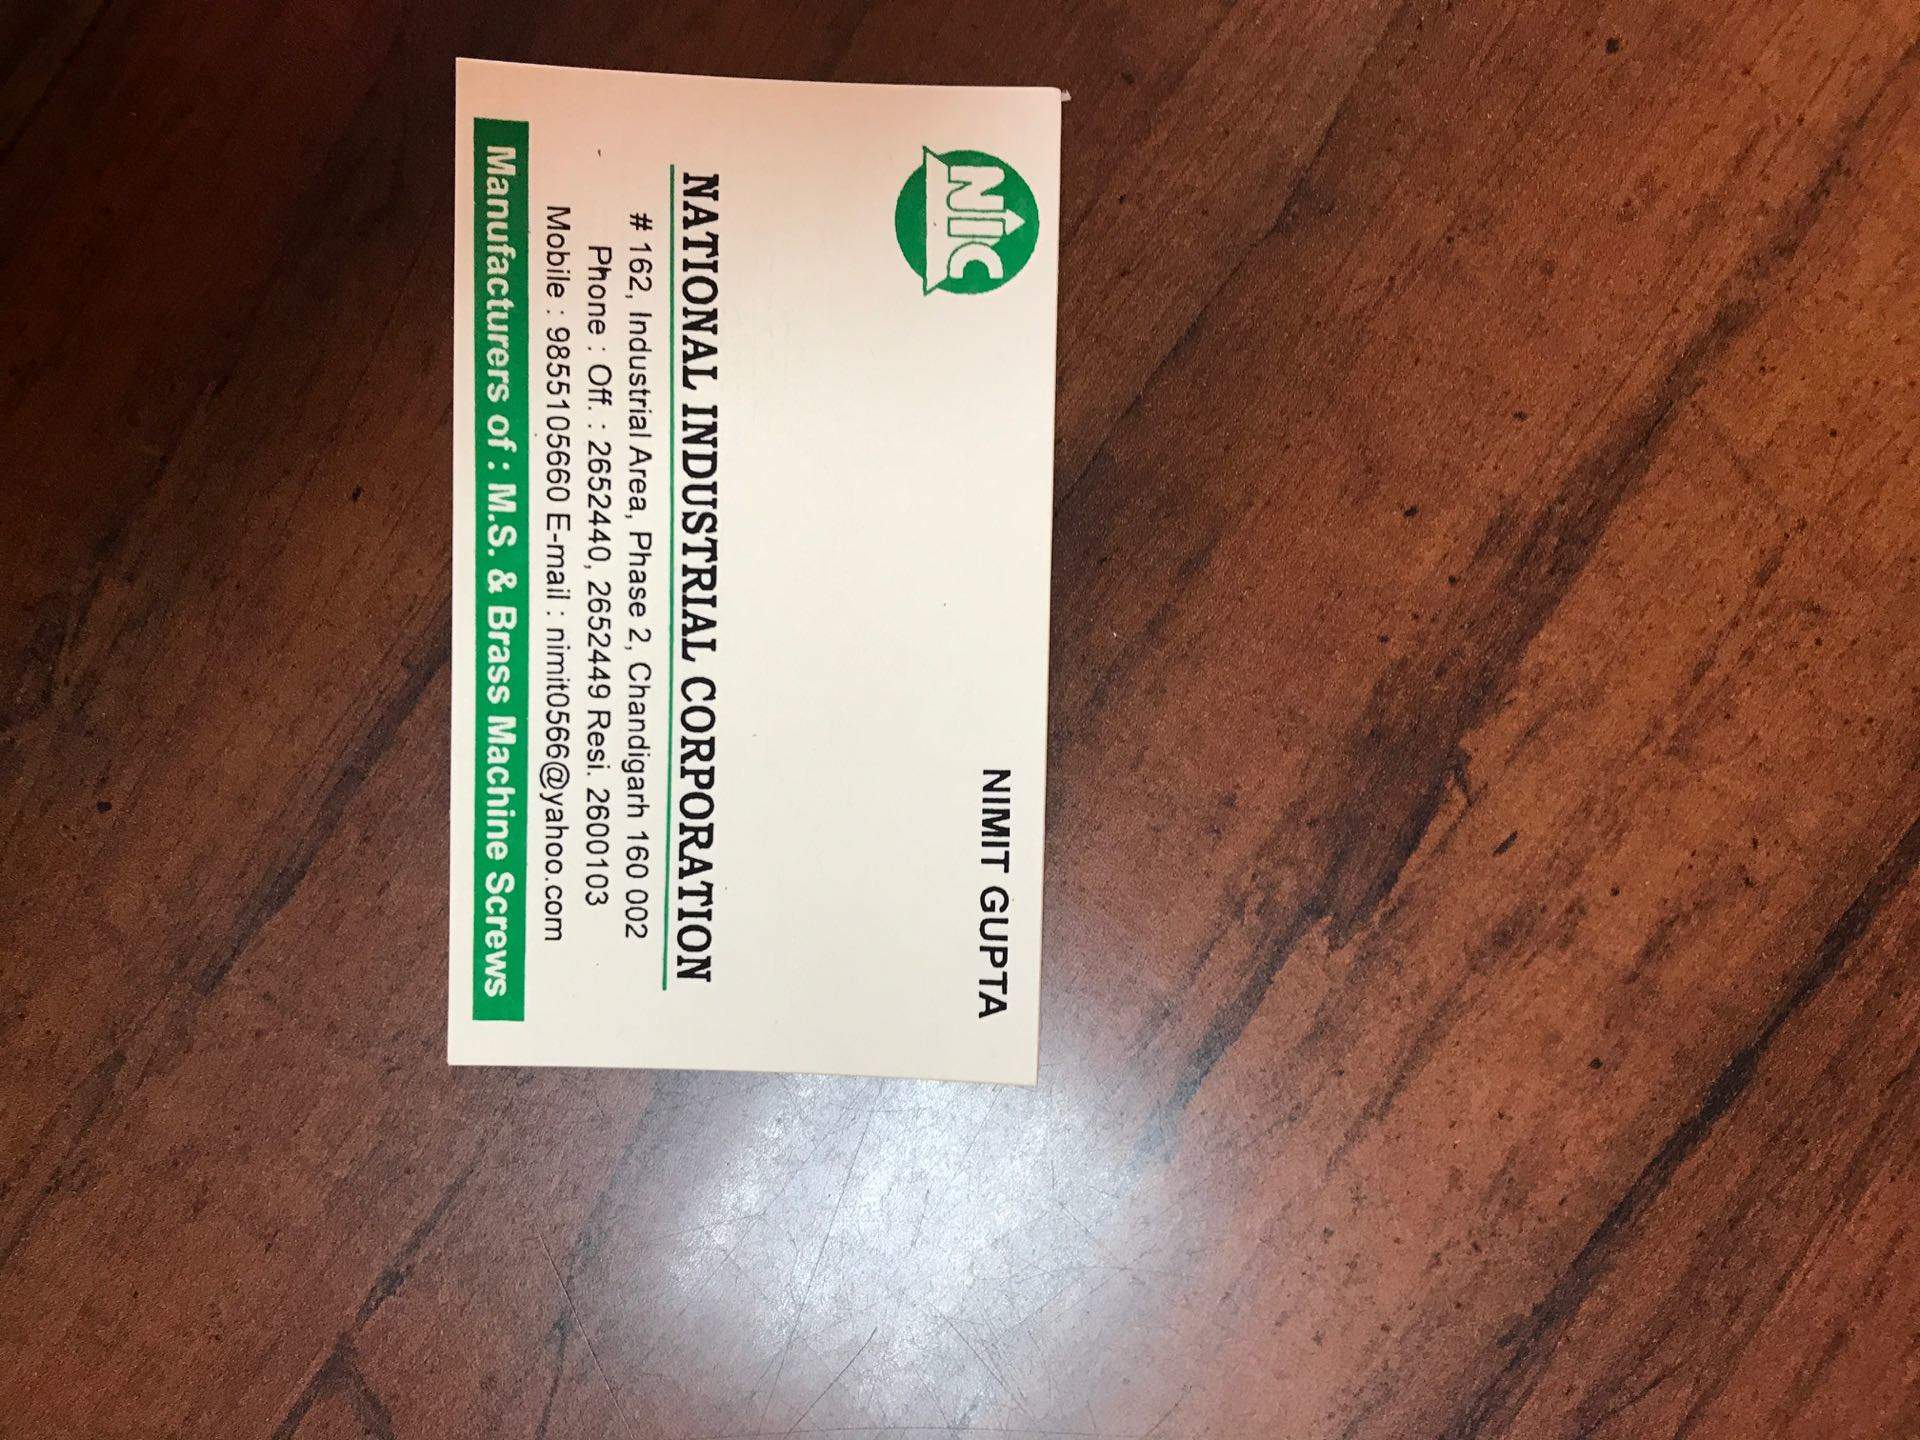 NIC
NIMIT GUPTA
NATIONAL INDUSTRIAL CORPORATION
# 162, Industrial Area, Phase 2, Chandigarh 160 002
Phone : Off. : 2652440, 2652449 Resi. 2600103
Mobile : 9855105660 E-mail : nimit0566@yahoo.com
Manufacturers of : M.S. & Brass Machine Screws